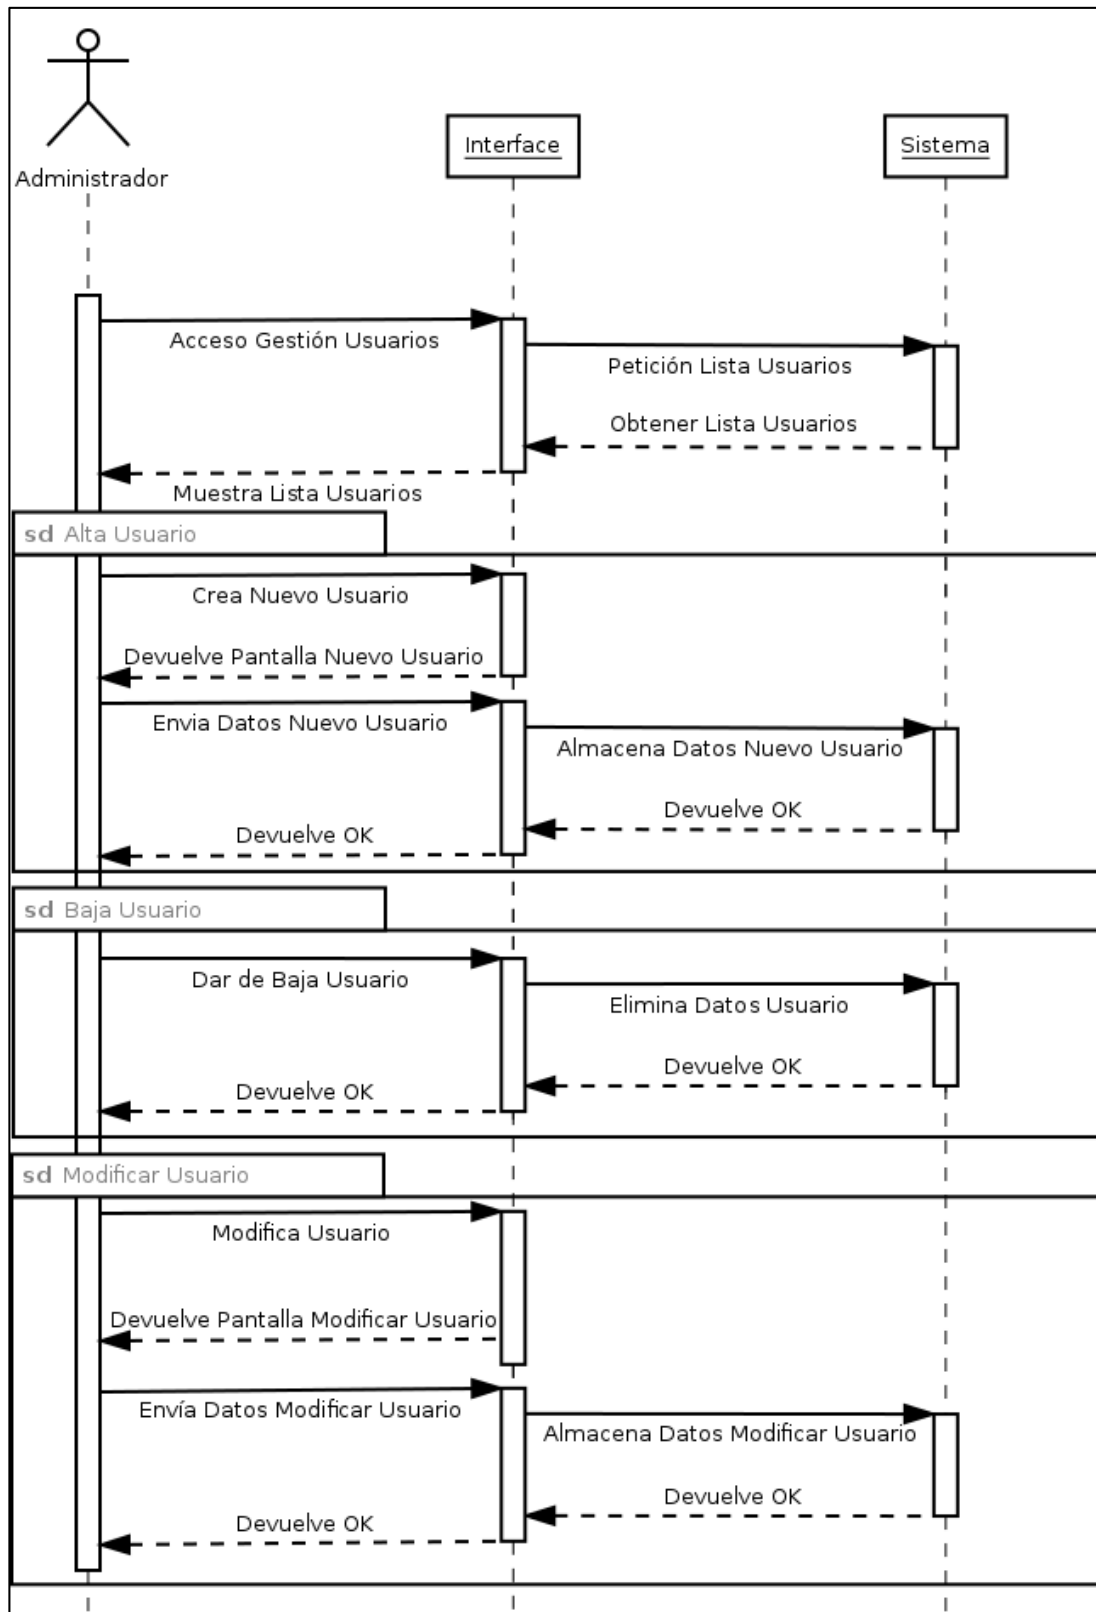 Administrador
Interface
Sistema
Acceso Gestión Usuarios
Petición Lista Usuarios
Obtener Lista Usuarios
Muestra Lista Usuarios
sd Alta Usuario
Crea Nuevo Usuario
Devuelve Pantalla Nuevo Usuario
Envia Datos Nuevo Usuario
Almacena Datos Nuevo Usuario
Devuelve OK
Devuelve OK
sd Baja Usuario
Dar de Baja Usuario
Elimina Datos Usuario
Devuelve OK
Devuelve OK
sd Modificar Usuario
Modifica Usuario
Devuelve Pantalla Modificar Usuario
Envía Datos Modificar Usuario
Almacena Datos Modificar Usuario
Devuelve OK
Devuelve OK